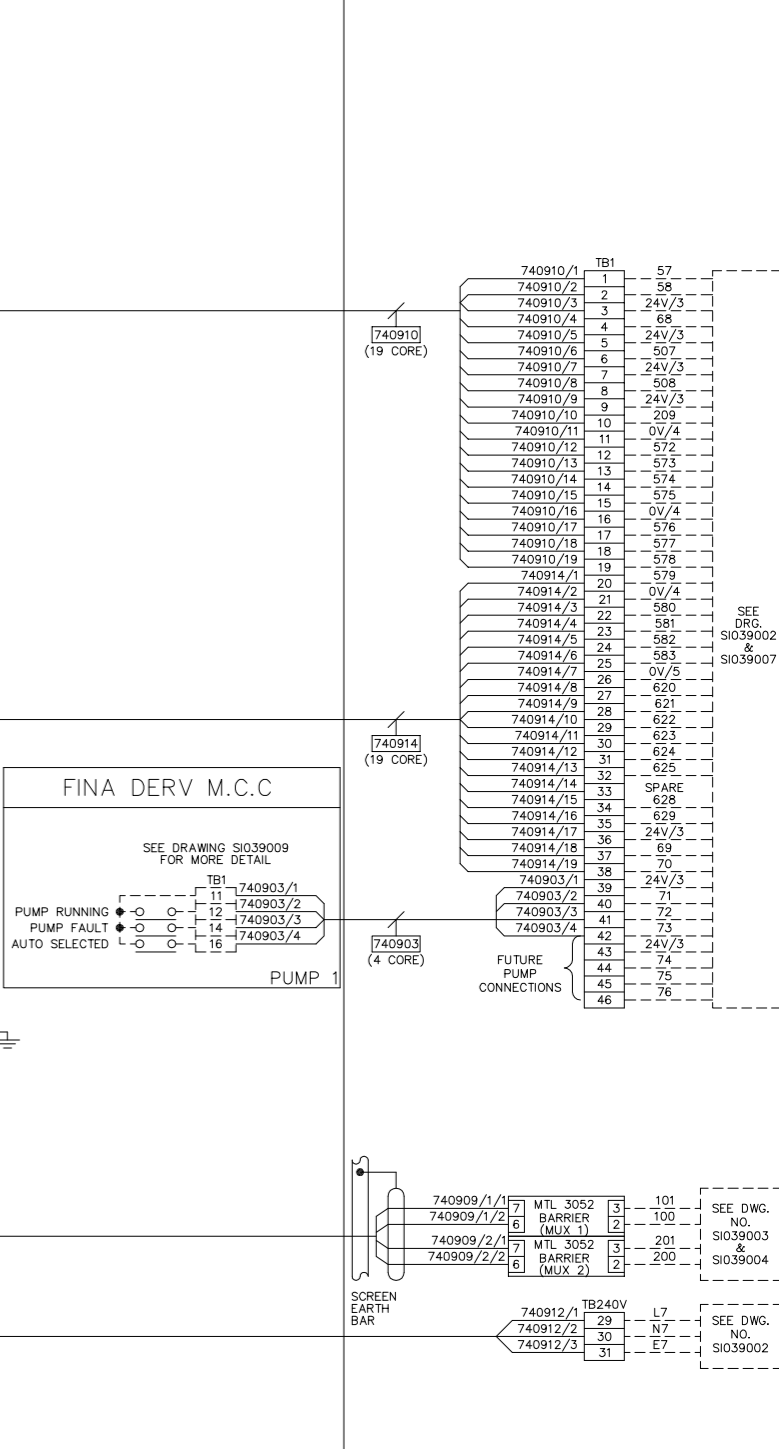 TB1
740910/1 1 57
740910/2 2 58
740910/3 3 24V/3
740910/4 4 68
740910/5 5 24V/3
740910/6 6 507
740910/7 7 24V/3
740910/8 8 508
740910/9 9 24V/3
740910/10 10 209
740910/11 11 0V/4
740910/12 12 572
740910/13 13 573
740910/14 14 574
740910/15 15 575
740910/16 16 0V/4
740910/17 17 576
740910/18 18 577
740910/19 19 578
740914/1 20 579
740914/2 21 0V/4
740914/3 22 580
740914/4 23 581
740914/5 24 582
740914/6 25 583
740914/7 26 0V/5
740914/8 27 620
740914/9 28 621
740914/10 29 622
740914/11 30 623
740914/12 31 624
740914/13 32 625
740914/14 33 SPARE
740914/15 34 628
740914/16 35 629
740914/17 36 24V/3
740914/18 37 69
740914/19 38 70
740903/1 39 24V/3
740903/2 40 71
740903/3 41 72
740903/4 42 73
43 24V/3
44 74
45 75
46 76
740910
(19 CORE)
740914
(19 CORE)
740903
(4 CORE)
FUTURE
PUMP
CONNECTIONS
SEE
DRG.
SI039002
&
SI039007
FINA DERV M.C.C
SEE DRAWING SI039009
FOR MORE DETAIL
TB1
11 740903/1
PUMP RUNNING 12 740903/2
PUMP FAULT 14 740903/3
AUTO SELECTED 16 740903/4
PUMP 1
740909/1/1 7 MTL 3052 3 101
740909/1/2 6 BARRIER 2 100
(MUX 1)
740909/2/1 7 MTL 3052 3 201
740909/2/2 6 BARRIER 2 200
(MUX 2)
SEE DWG.
NO.
SI039003
&
SI039004
SCREEN
EARTH
BAR
TB240V
740912/1 29 L7
740912/2 30 N7
740912/3 31 E7
SEE DWG.
NO.
SI039002